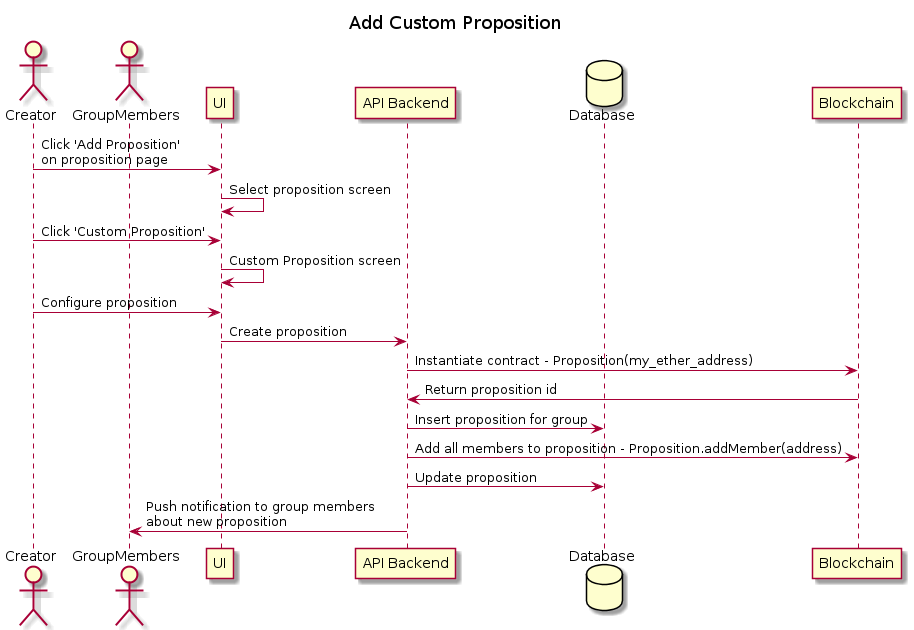 Add Custom Proposition
Creator
GroupMembers
UI
API Backend
Database
Blockchain
Click 'Add Proposition'
on proposition page
Select proposition screen
Click 'Custom Proposition'
Custom Proposition screen
Configure proposition
Create proposition
Instantiate contract - Proposition(my_ether_address)
Return proposition id
Insert proposition for group
Add all members to proposition - Proposition.addMember(address)
Update proposition
Push notification to group members
about new proposition
Creator
GroupMembers
UI
API Backend
Database
Blockchain